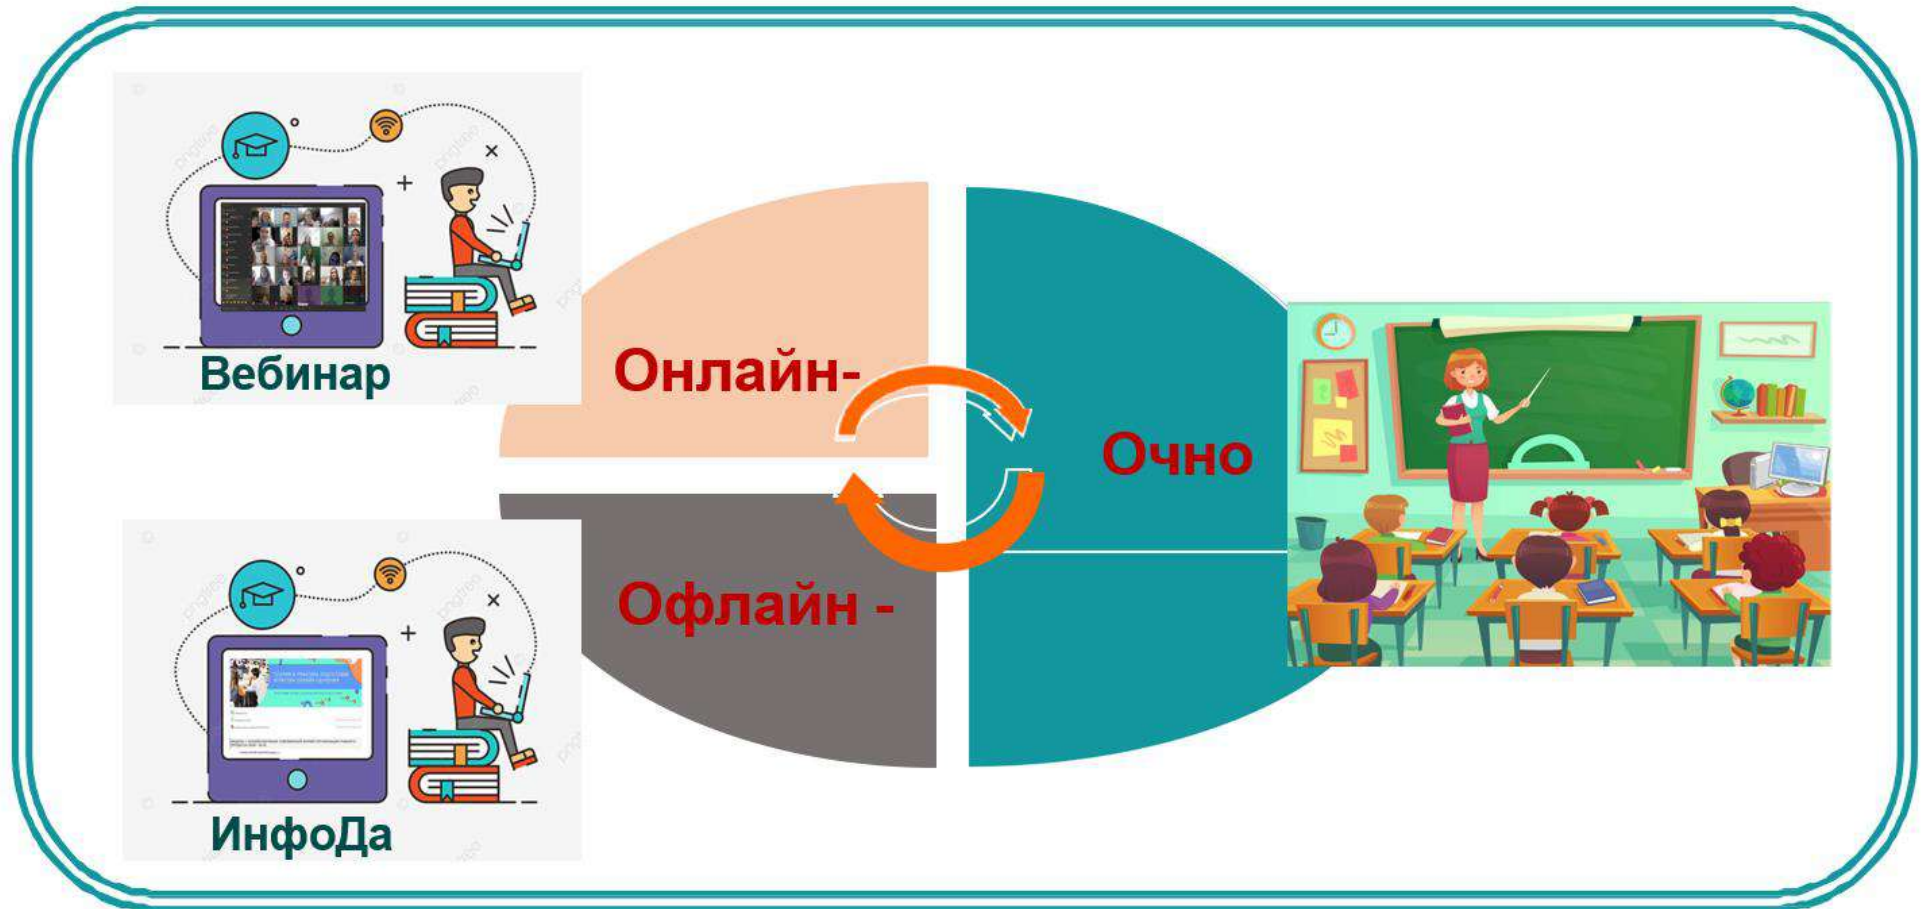 Вебинар
Онлайн-
Очно
Офлайн -
ИнфоДа